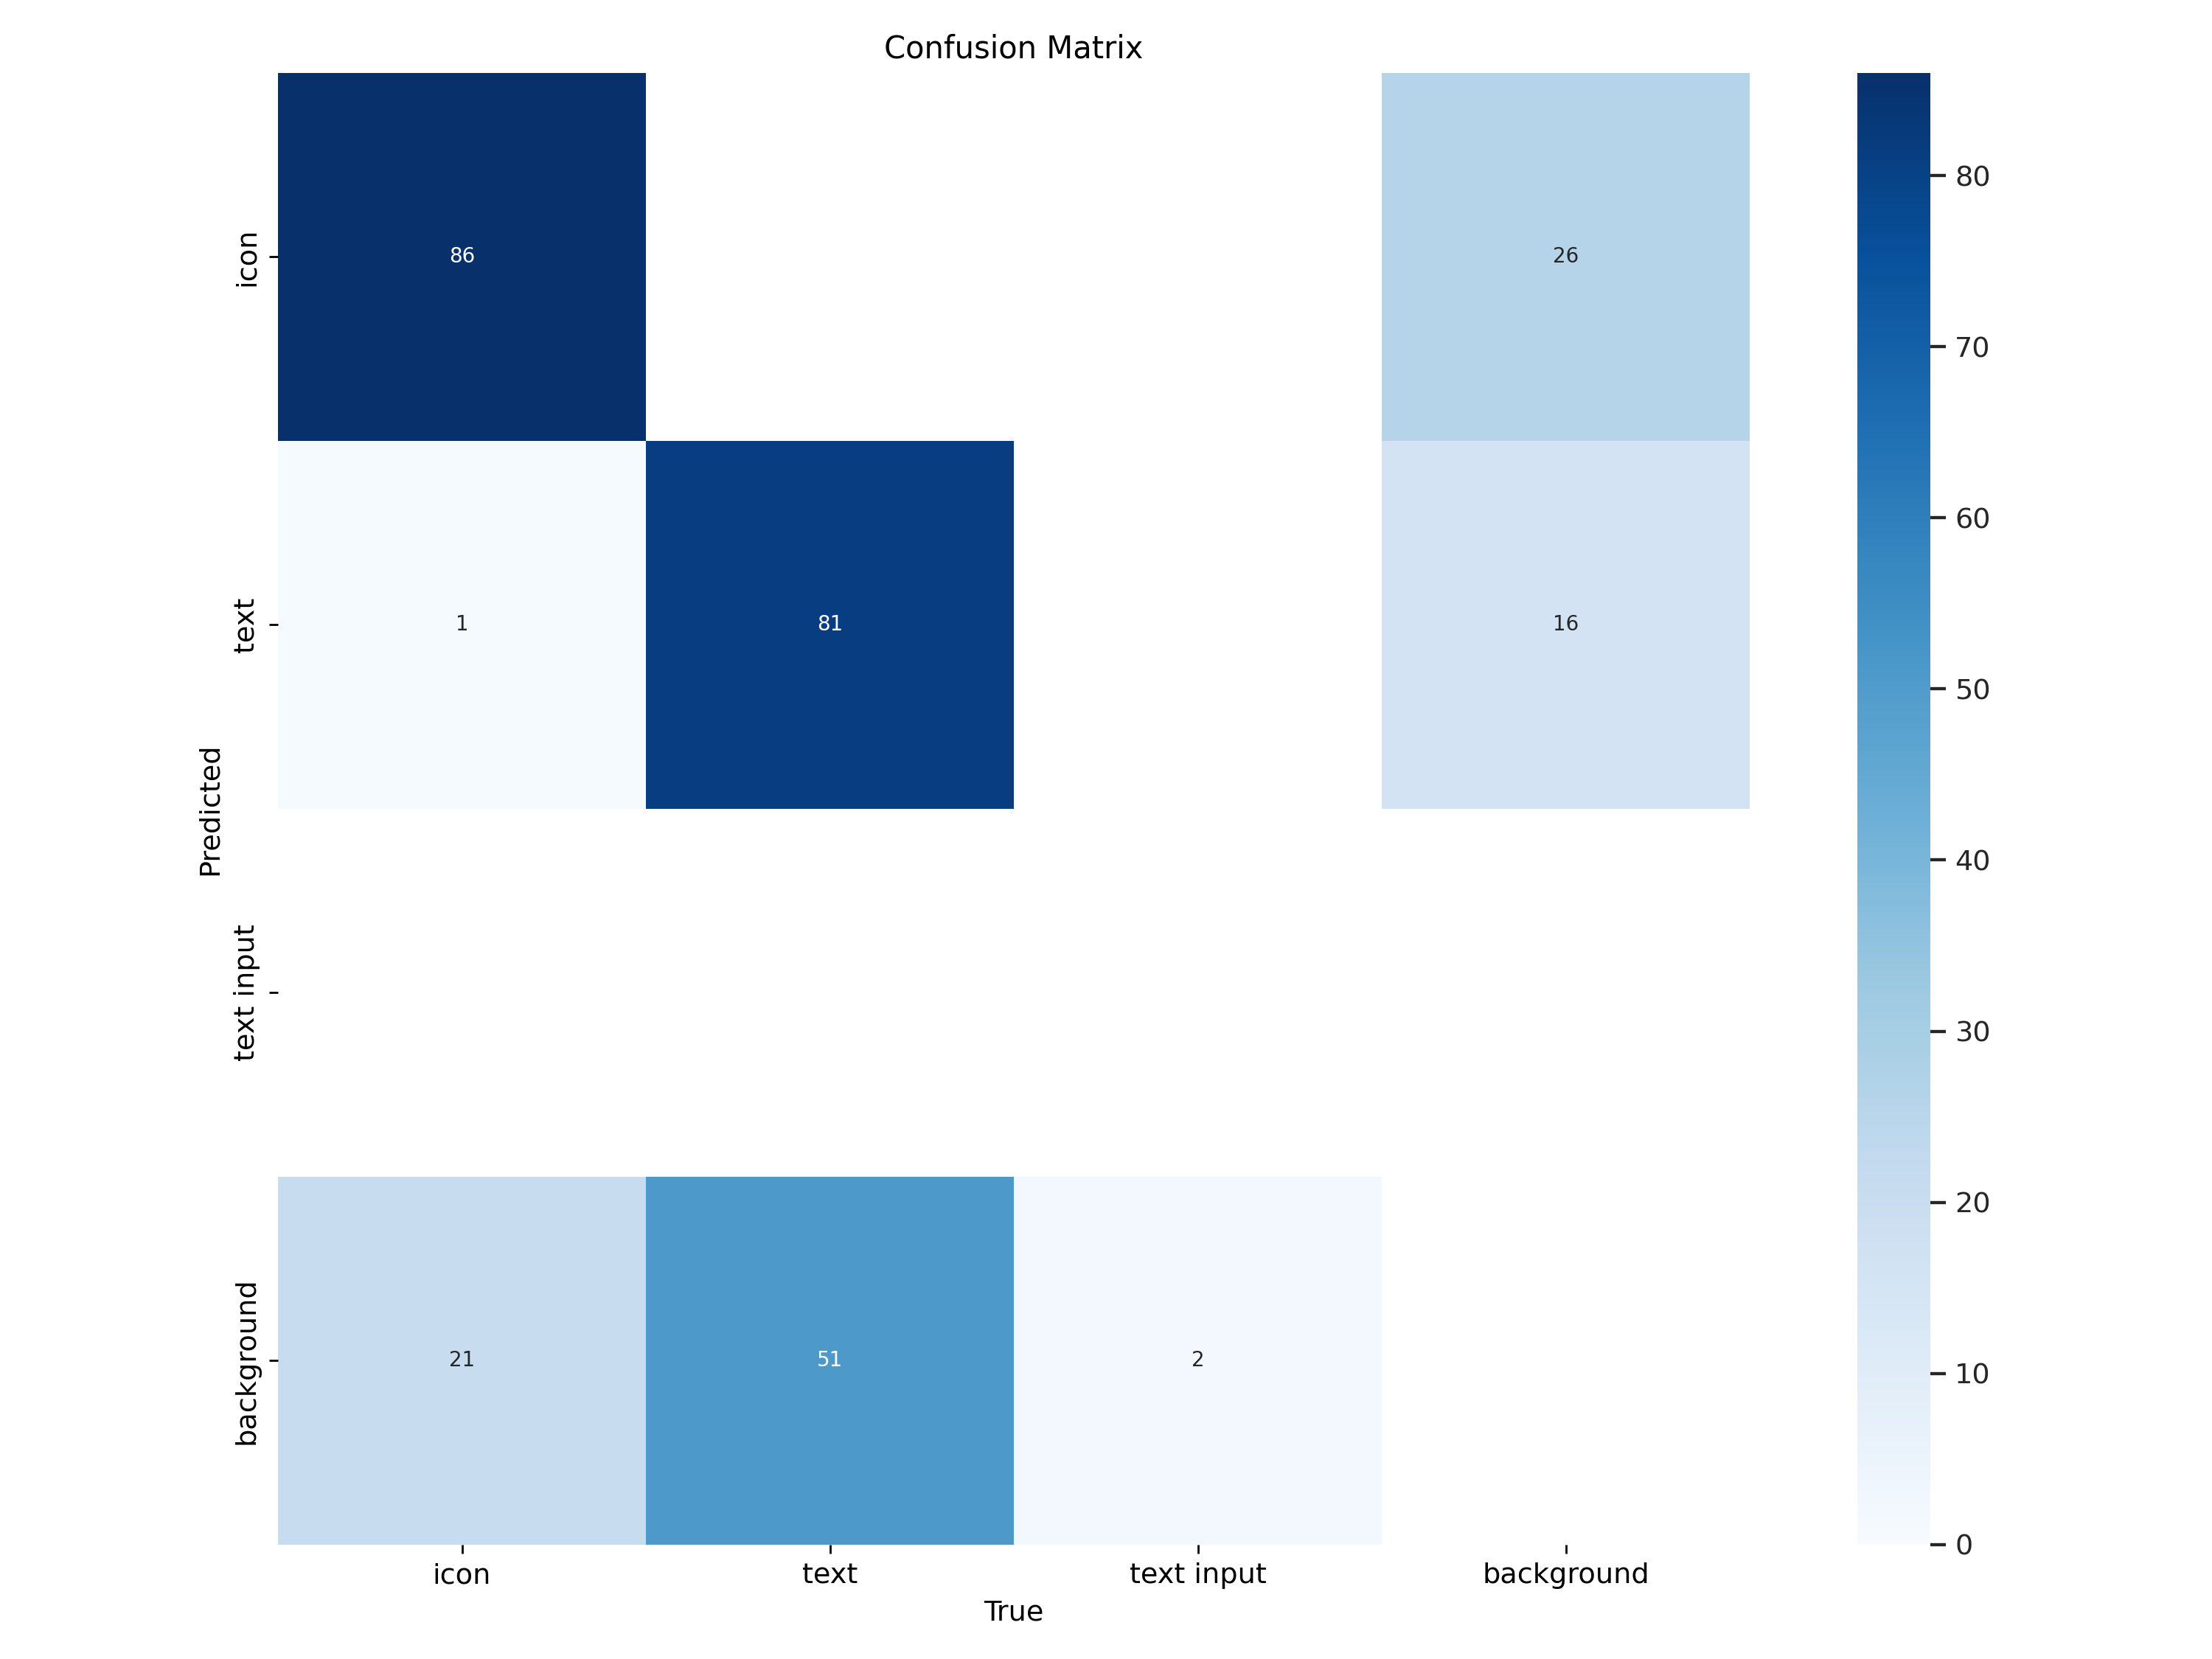 Confusion Matrix
icon
86
26
80
70
text
1
81
16
60
50
Predicted
40
text input
30
20
background
21
51
2
10
0
icon
text
text input
background
True